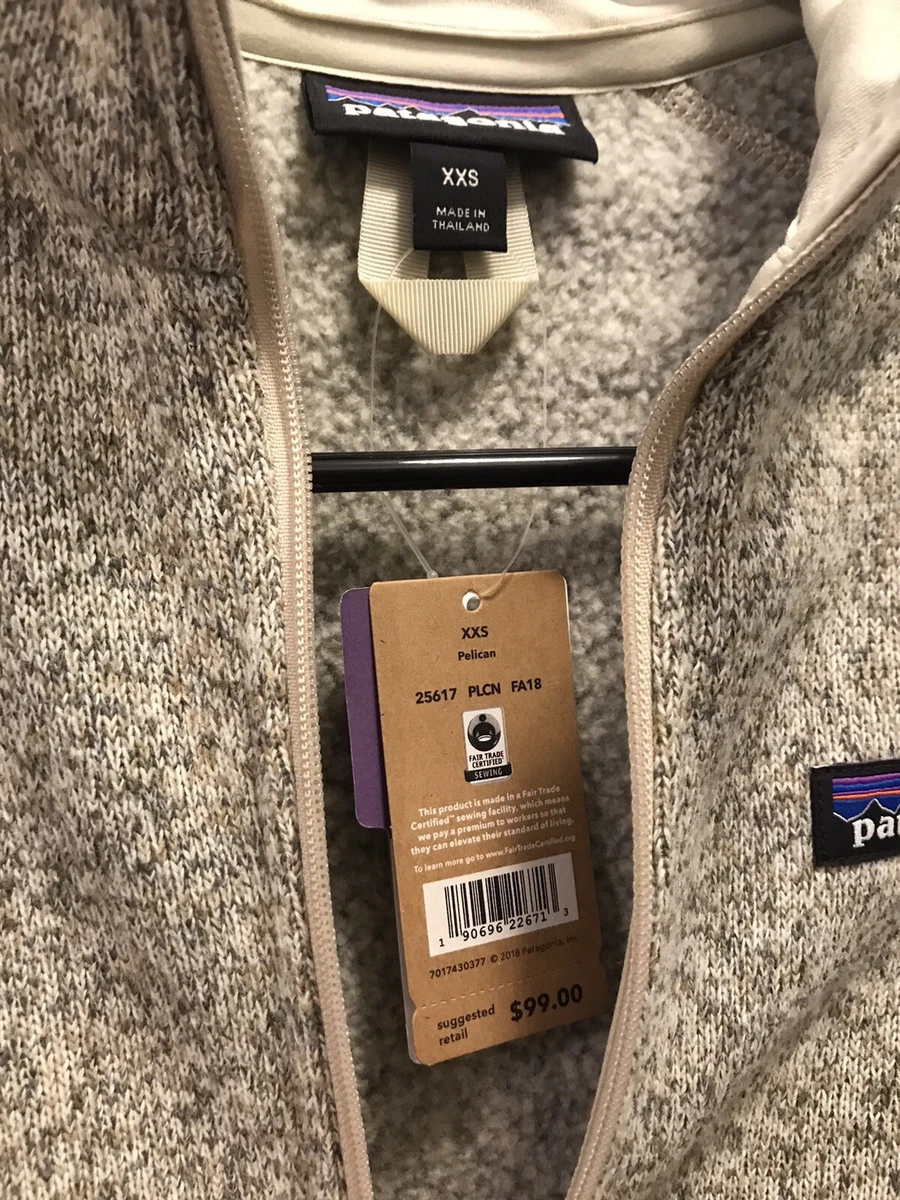 patagonia
XXS
MADE IN
THAILAND
XXS
Pelican
25617 PLCN FA18
FAIR TRADE
CERTIFIED
SEWING
This product is made in a Fair Trade
Certified™ sewing facility, which means
we pay a premium to workers so that
they can elevate their standard of living.
To learn more go to www.FairTradeCertified.org
1 90696 22671 3
7017430377 © 2018 Patagonia, Inc.
suggested
retail
$99.00
pat